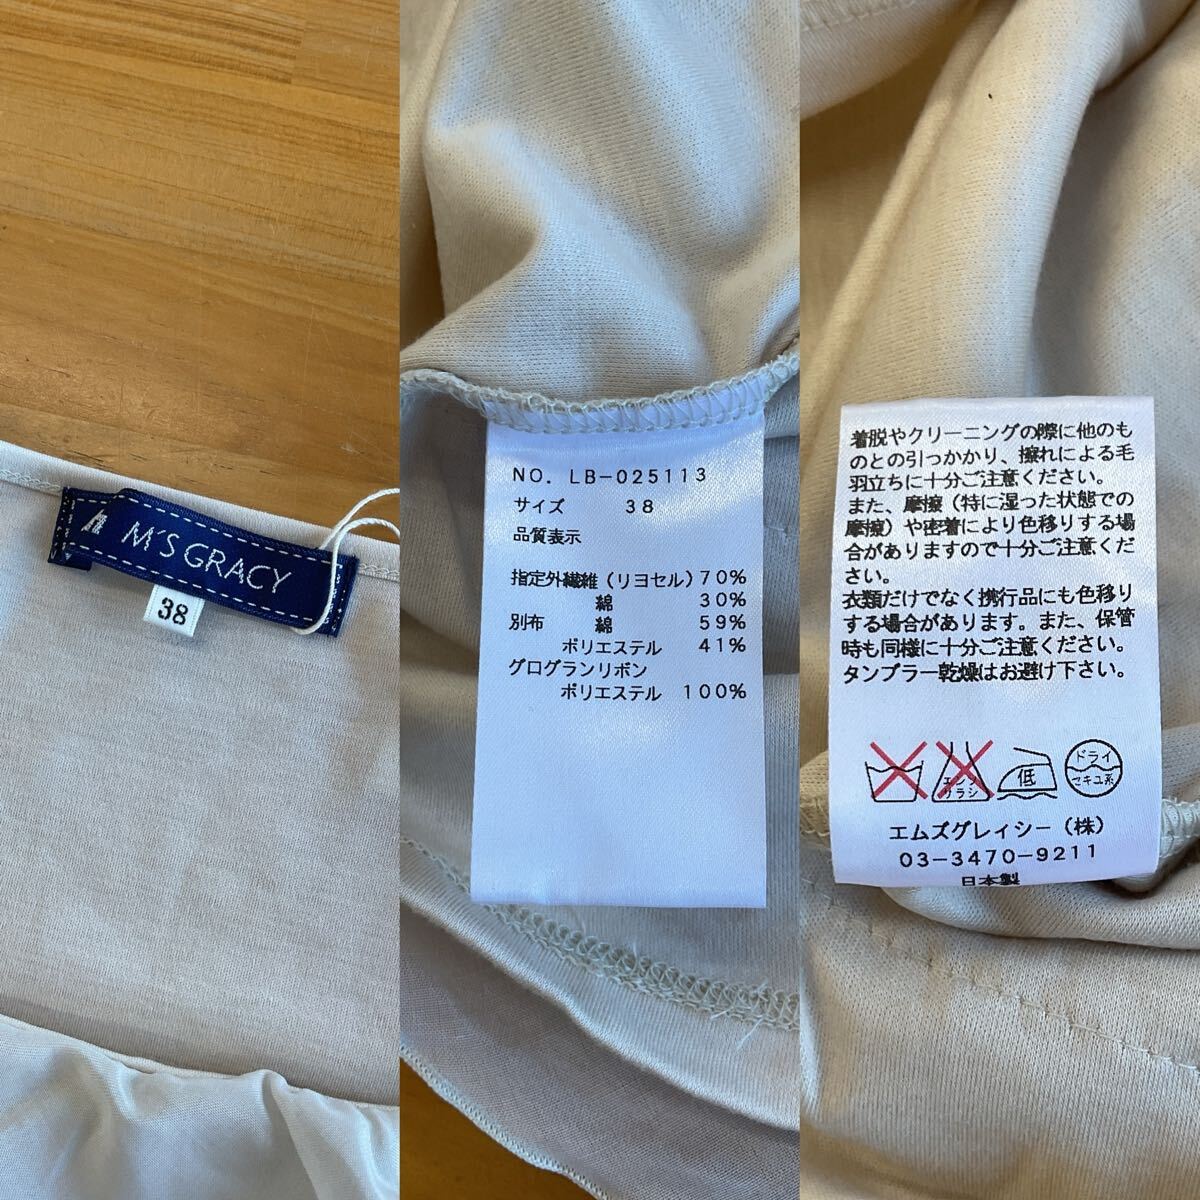 M'S GRACY
38
NO. LB-025113
サイズ 38
品質表示
指定外繊維(リヨセル)70%
綿 30%
別布 綿 59%
ポリエステル 41%
グログランリボン
ポリエステル 100%
着脱やクリーニングの際に他のも
のとの引っかかり、擦れによる毛
羽立ちに十分ご注意ください。
また、摩擦(特に湿った状態での
摩擦)や密着により色移りする場
合がありますので十分ご注意くだ
さい。
衣類だけでなく携行品にも色移り
する場合があります。また、保管
時も同様に十分ご注意ください。
タンブラー乾燥はお避け下さい。
エンソ
サラシ
低
ドライ
セキユ系
エムズグレイシー(株)
03-3470-9211
日本製